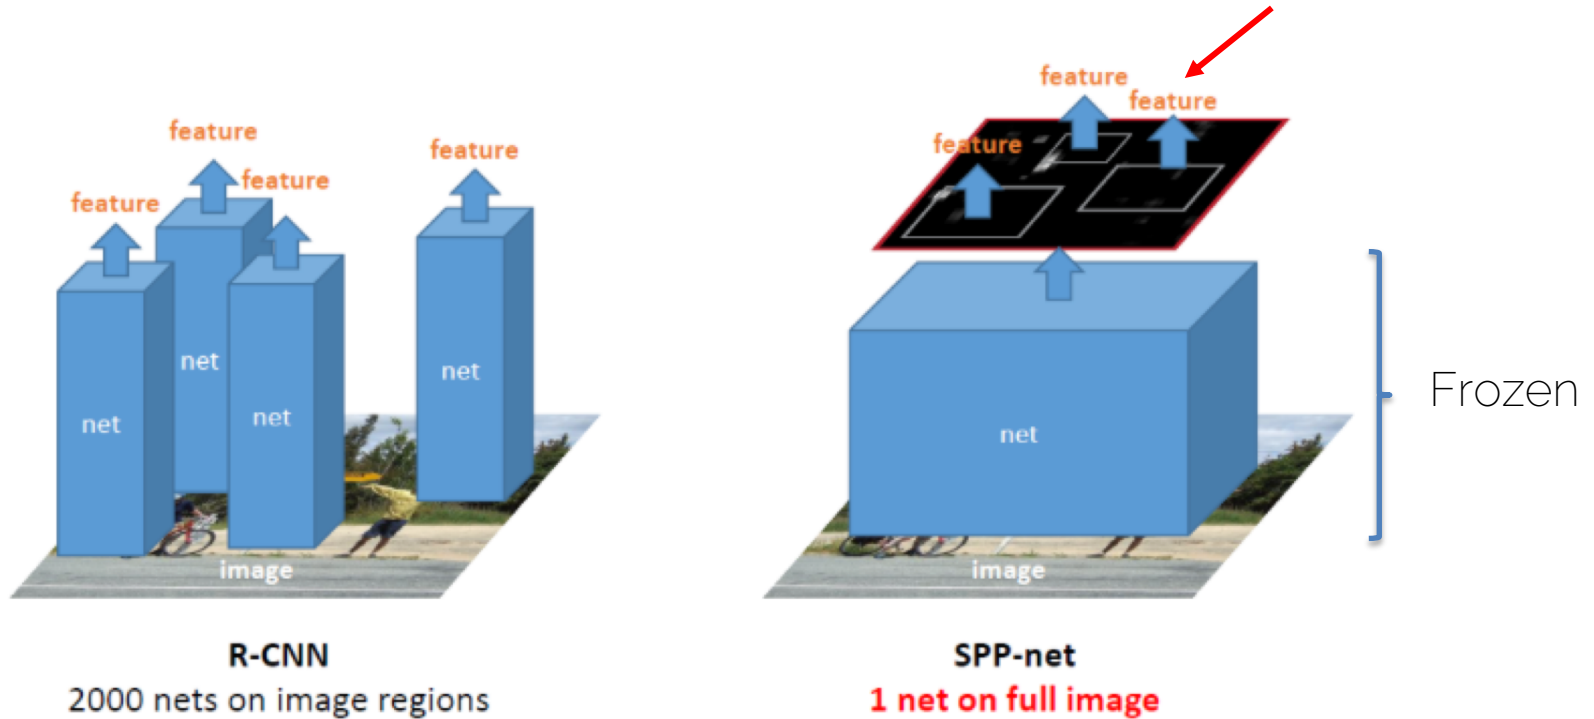 feature
feature
feature
feature
net
net
net
net
image
R-CNN
2000 nets on image regions
feature
feature
feature
net
image
Frozen
SPP-net
1 net on full image